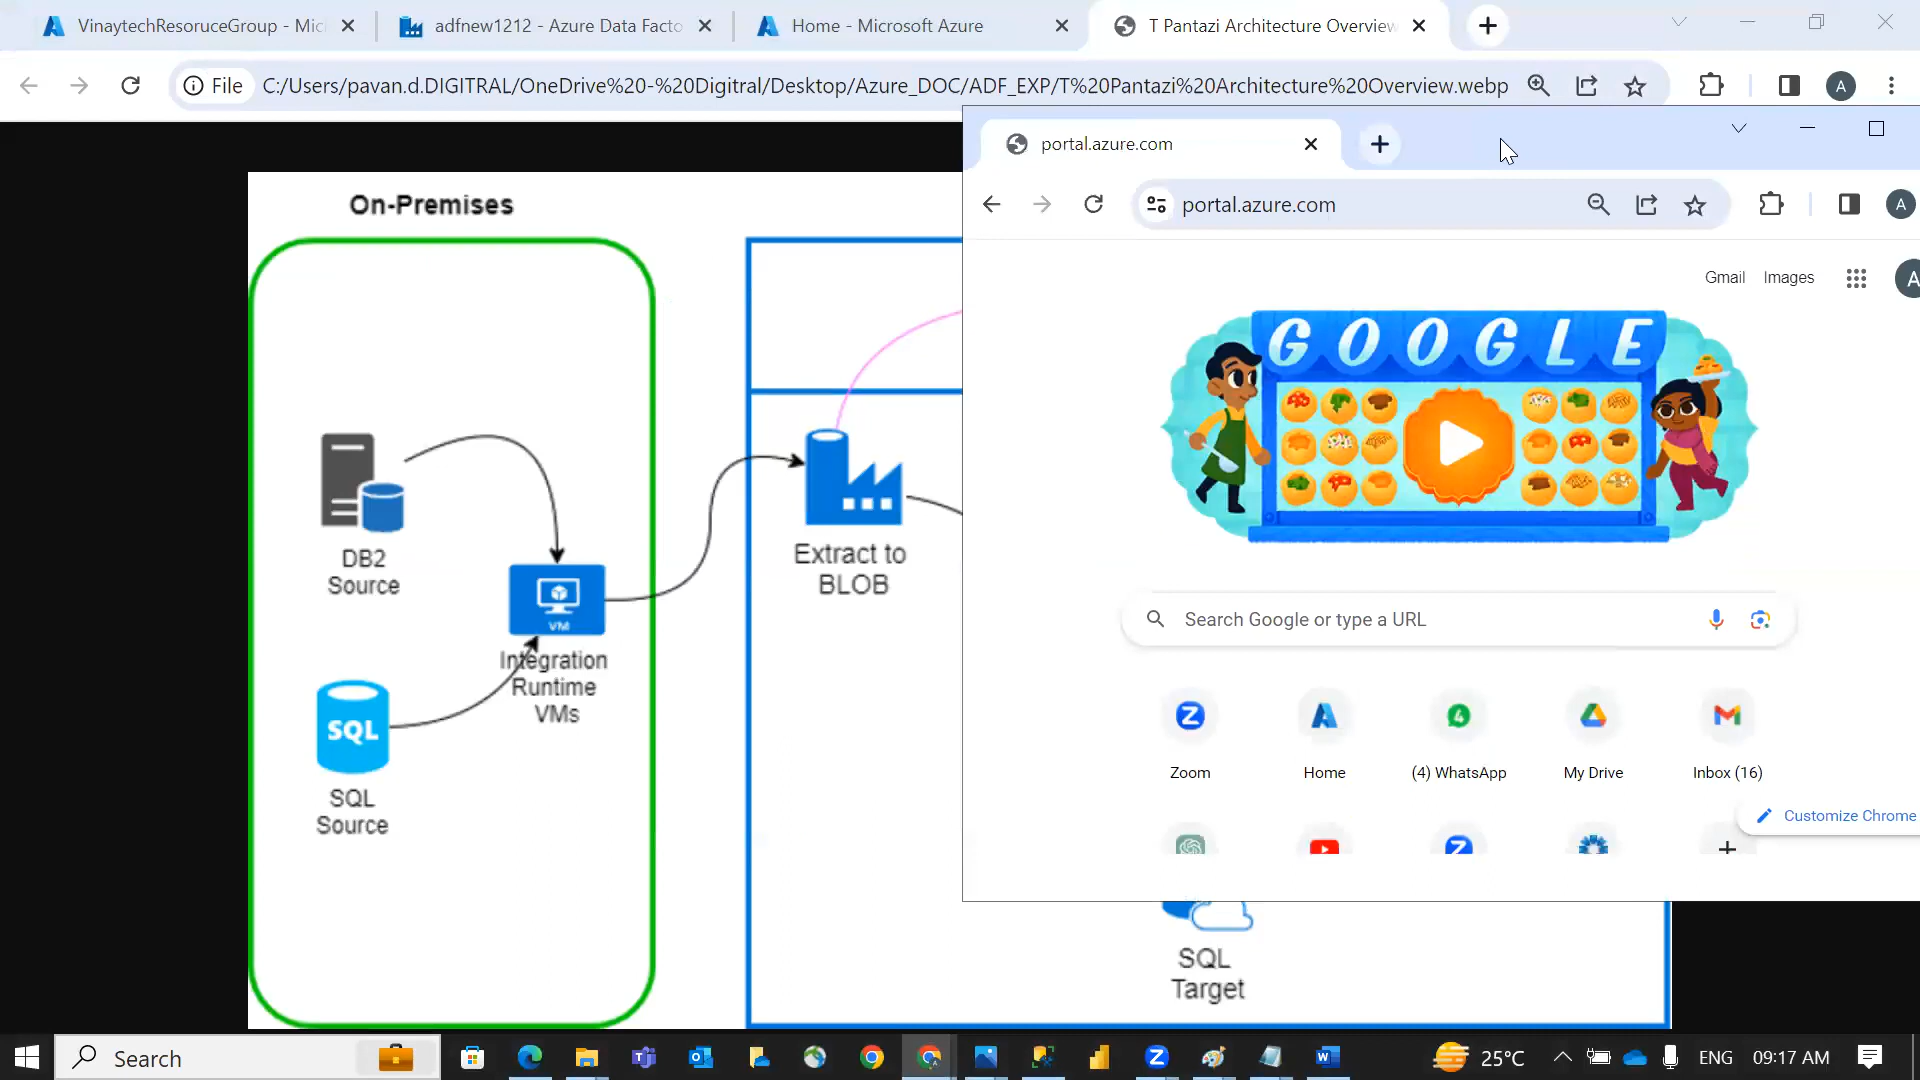 VinaytechResoruceGroup - Mic
adfnew1212 - Azure Data Facto
Home - Microsoft Azure
T Pantazi Architecture Overview
File
C:/Users/pavan.d.DIGITRAL/OneDrive%20-%20Digitral/Desktop/Azure_DOC/ADF_EXP/T%20Pantazi%20Architecture%20Overview.webp
A
portal.azure.com
portal.azure.com
A
Gmail
Images
A
GOOGLE
Search Google or type a URL
Zoom
Home
(4) WhatsApp
My Drive
Inbox (16)
Customize Chrome
On-Premises
DB2
Source
VM
Integration
Runtime
VMs
SQL
SQL
Source
Extract to
BLOB
SQL
Target
Search
25°C
ENG
09:17 AM